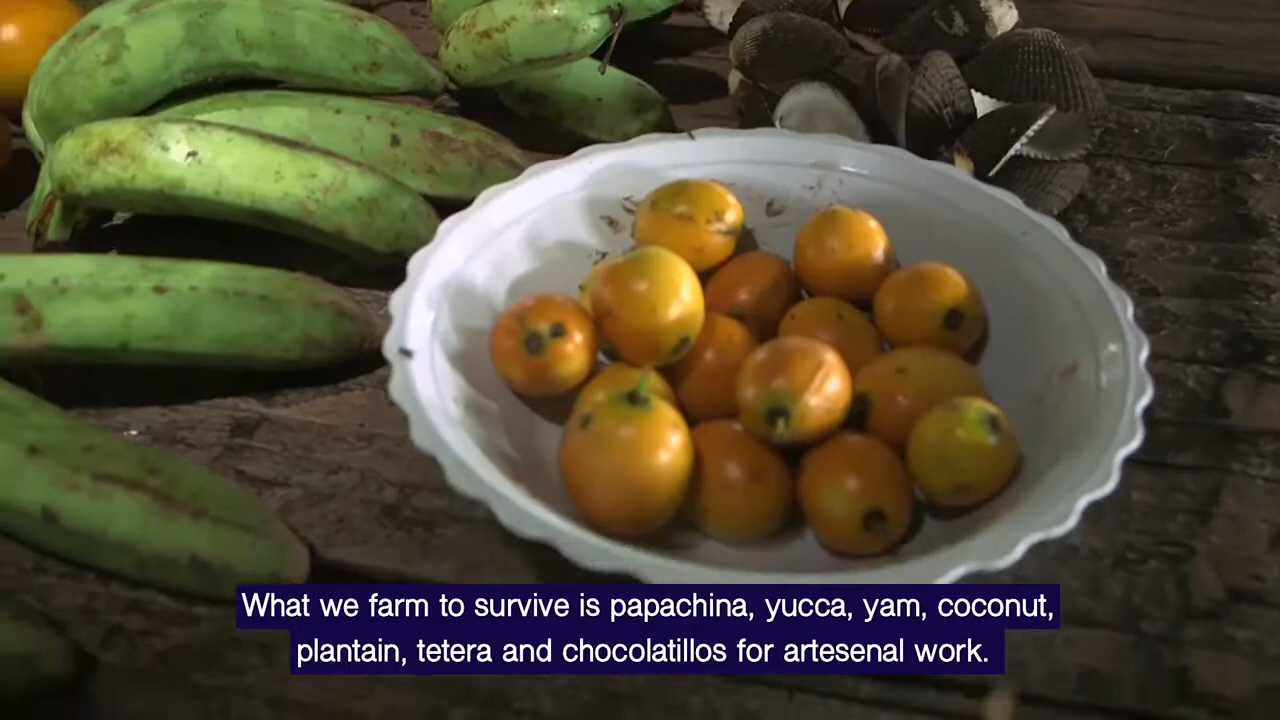 What we farm to survive is papachina, yucca, yam, coconut,
plantain, tetera and chocolatillos for artesenal work.